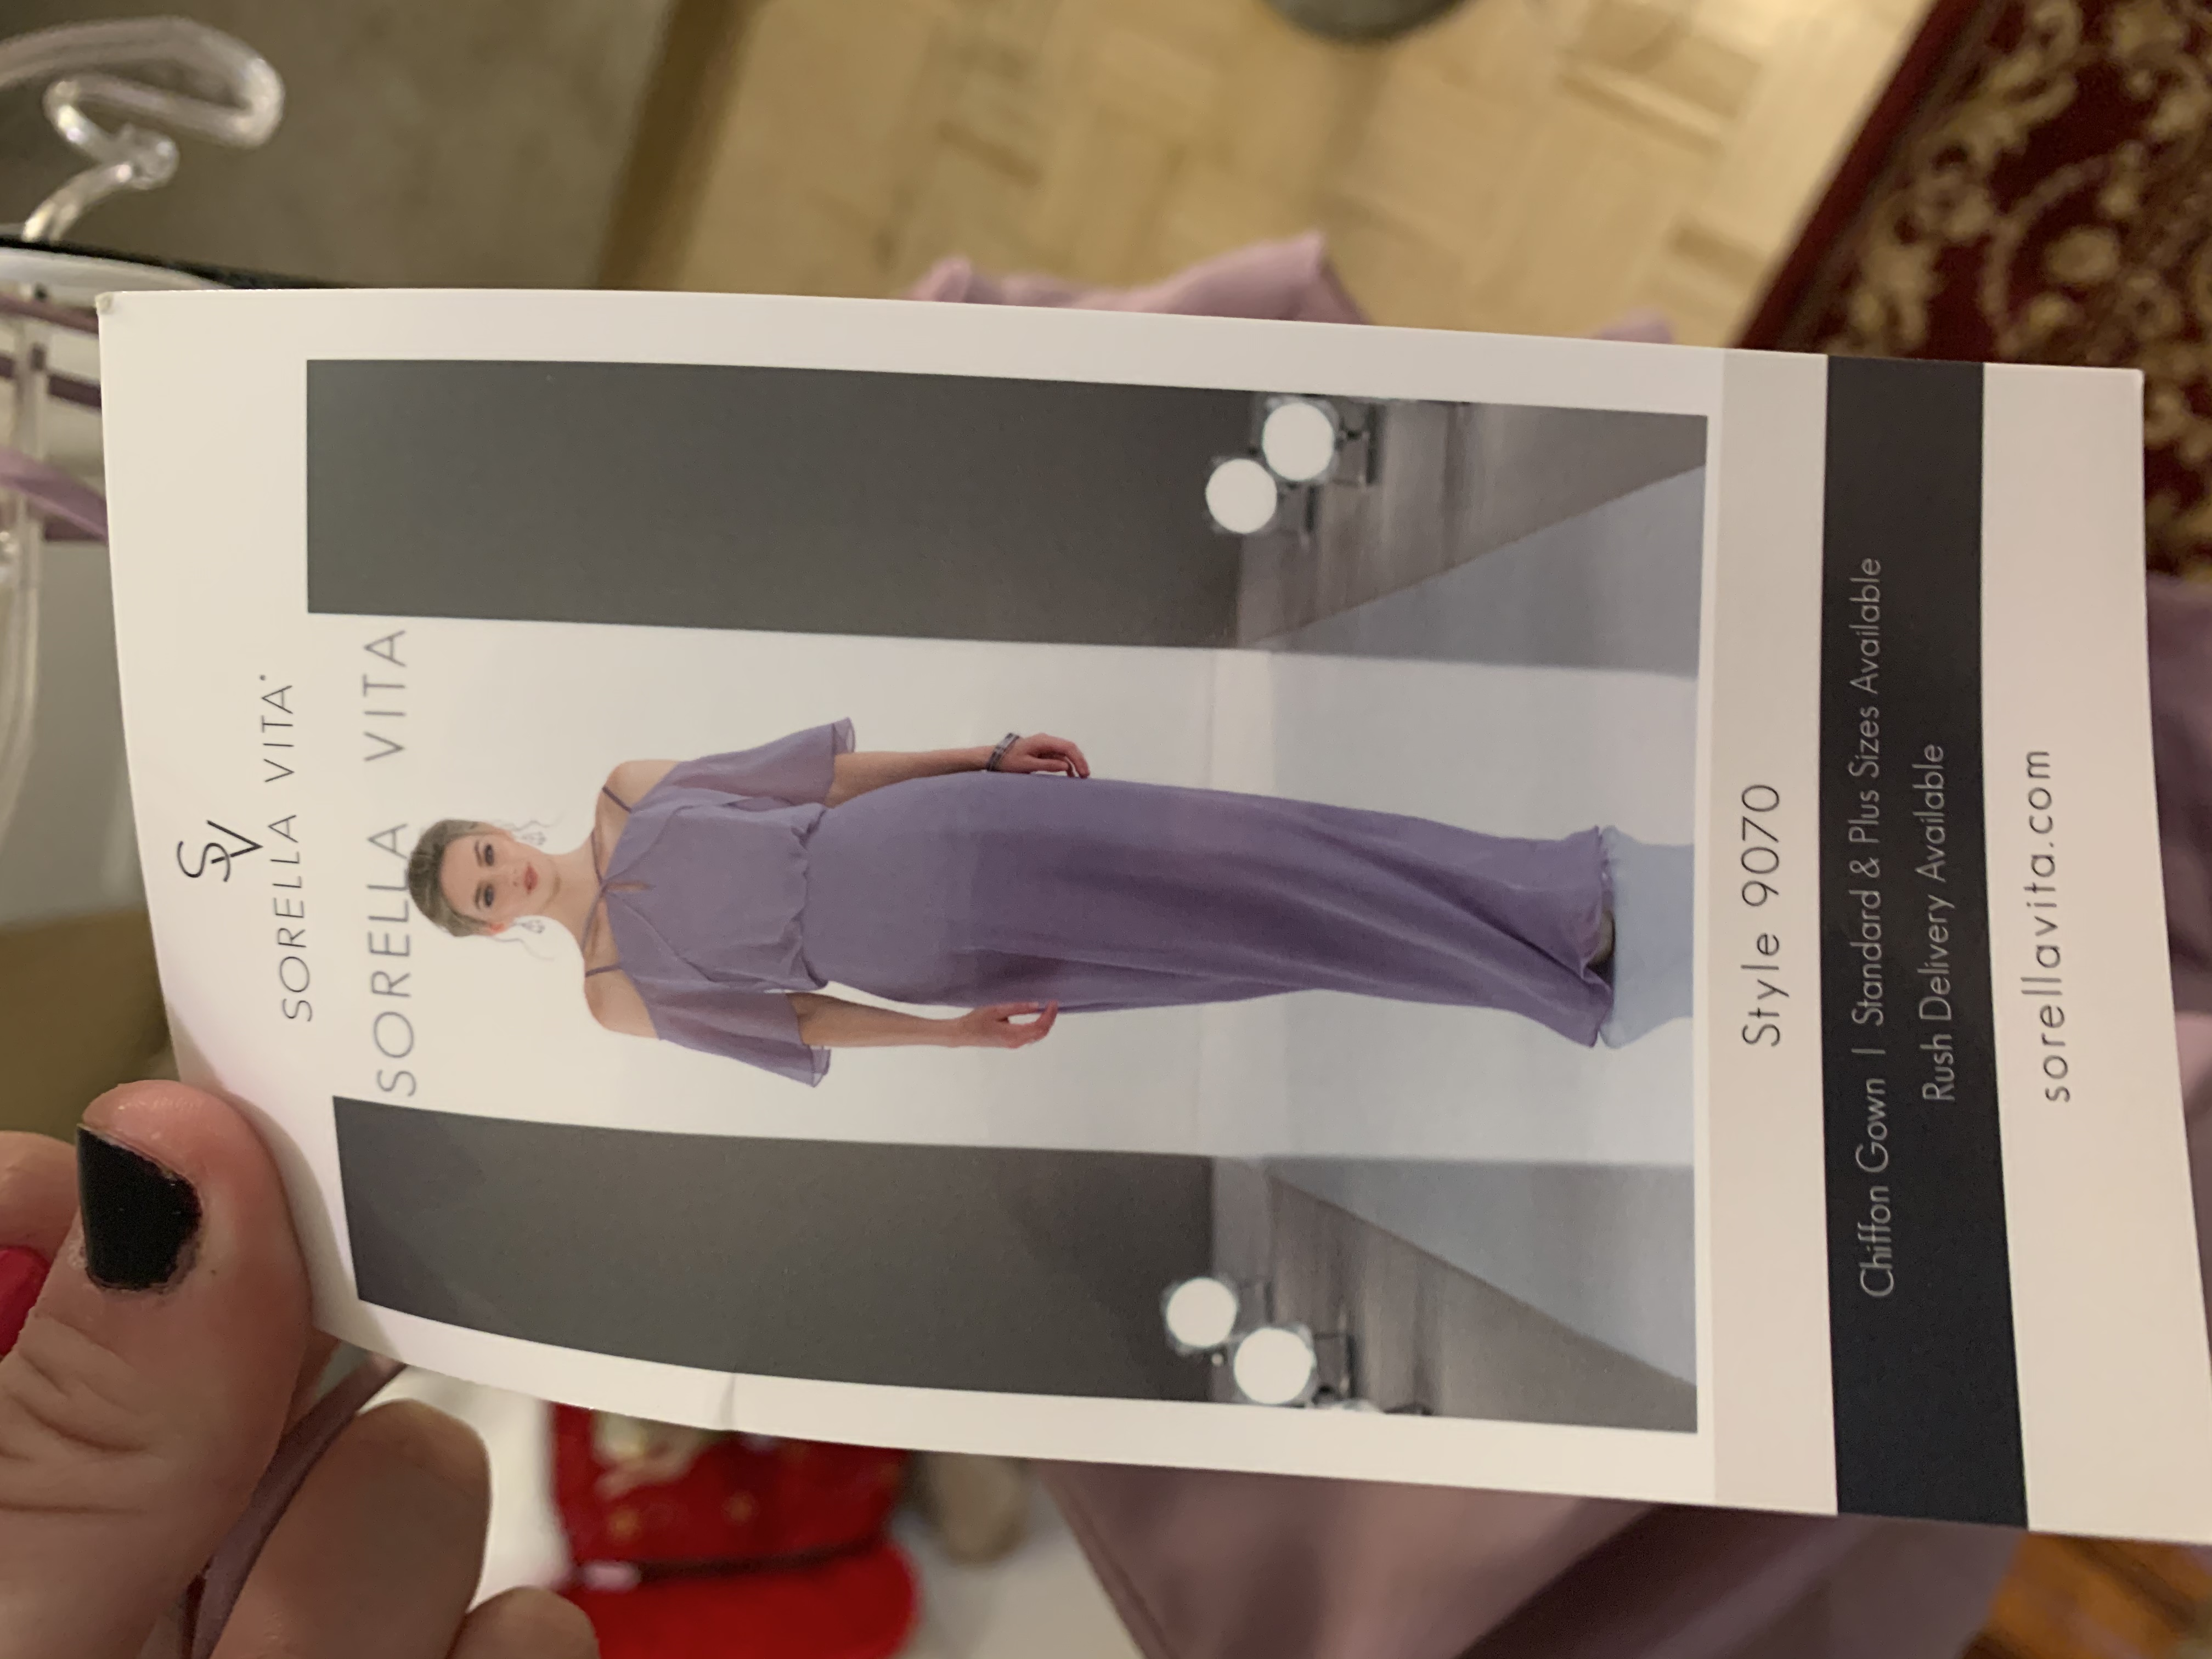 SV
SORELLA VITA
SORELLA VITA
Style 9070
Chiffon Gown | Standard & Plus Sizes Available
Rush Delivery Available
sorellavita.com